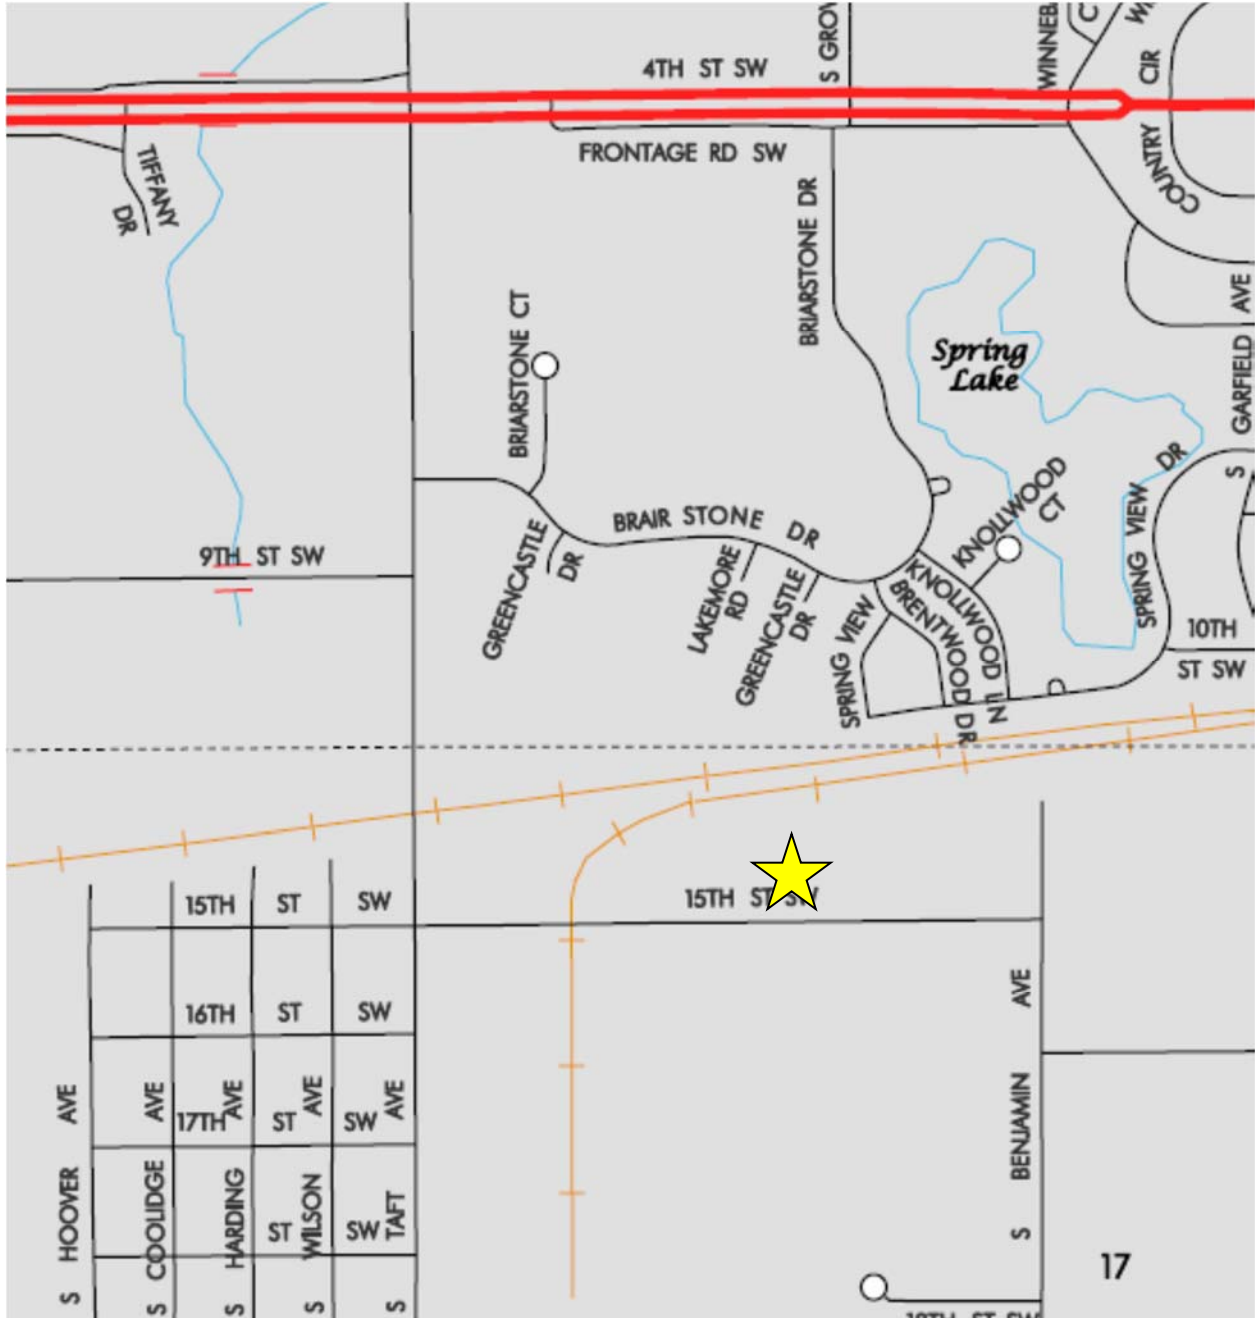 4TH ST SW
S GROV
WINNEB
C
W
CIR
COUNTRY
FRONTAGE RD SW
TIFFANY
DR
BRIARSTONE DR
AVE
GARFIELD
S
BRIARSTONE CT
Spring
Lake
KNOLLWOOD
CT
SPRING VIEW DR
BRAIR STONE DR
GREENCASTLE
DR
9TH ST SW
LAKEMORE
RD
GREENCASTLE
DR
SPRING VIEW
KNOLLWOOD LN
BRENTWOOD DR
10TH
ST SW
15TH ST SW
15TH ST SW
16TH ST SW
17TH ST SW
ST SW
S HOOVER AVE
S COOLIDGE AVE
S HARDING AVE
S WILSON AVE
S TAFT AVE
S BENJAMIN AVE
17
ST SW